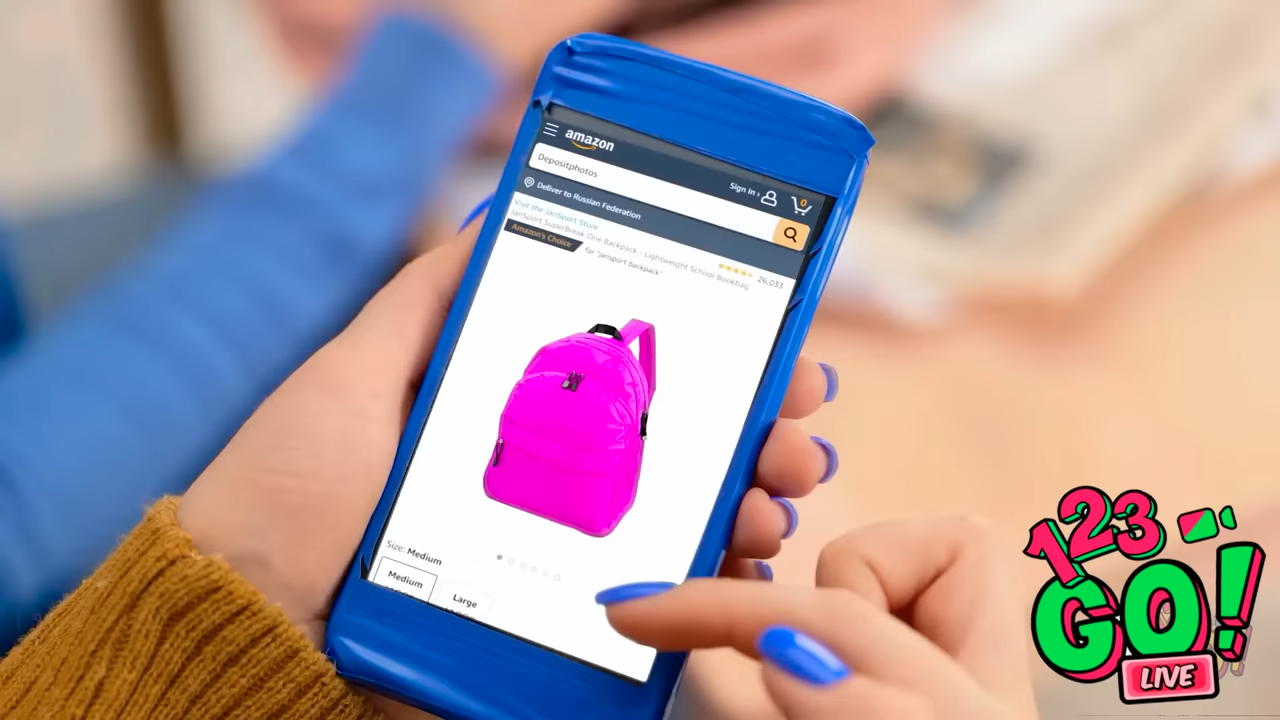 amazon
Sign in ›
0
Depositphotos
Deliver to Russian Federation
Visit the JanSport Store
JanSport SuperBreak One Backpack - Lightweight School Bookbag
26,033
Amazon's Choice
for "jansport backpack"
Size: Medium
Medium
Large
123
GO!
LIVE